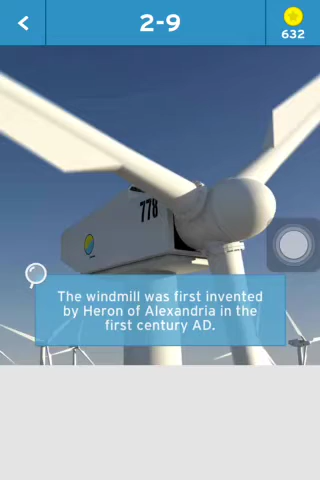 2-9
632
778
The windmill was first invented
by Heron of Alexandria in the
first century AD.